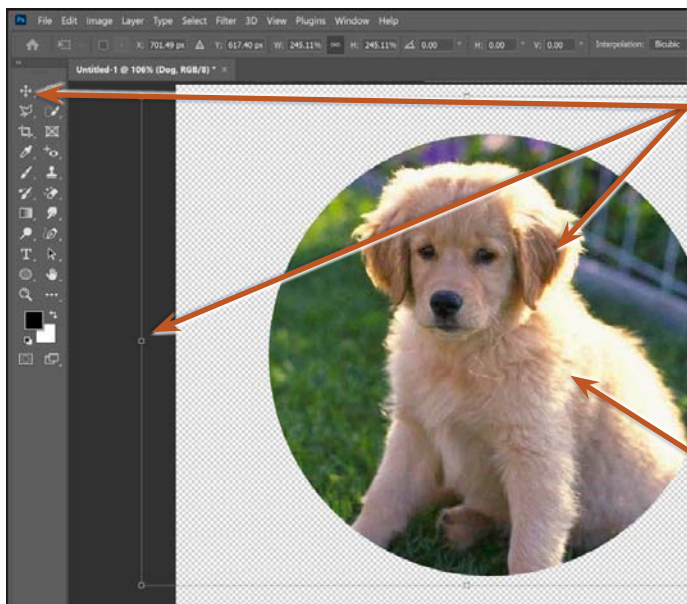 Ps File Edit Image Layer Type Select Filter 3D View Plugins Window Help
X: 701.49 px Y: 617.40 px W: 245.11% H: 245.11% 0.00 ° H: 0.00 ° V: 0.00 ° Interpolation: Bicubic
Untitled-1 @ 106% (Dog, RGB/8) * ×
T